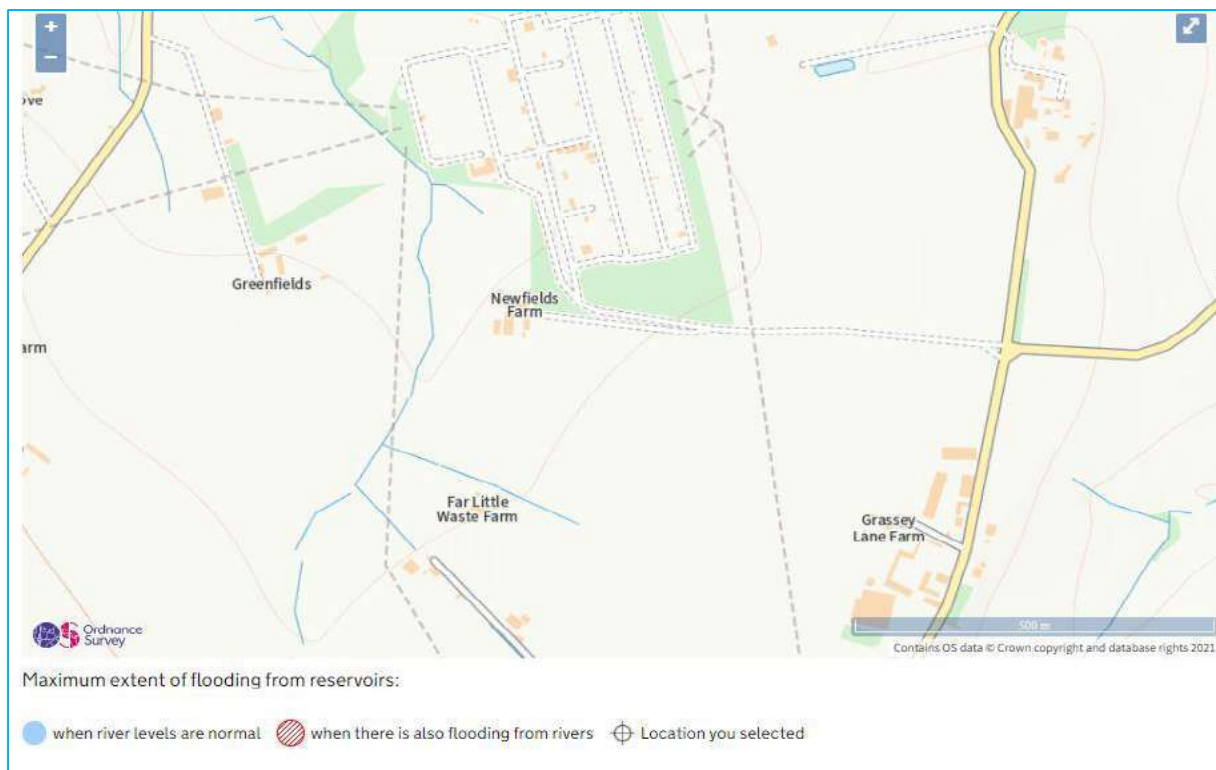 +
−
ove
Greenfields
Newfields
Farm
arm
Far Little
Waste Farm
Grassey
Lane Farm
Ordnance
Survey
500 m
Contains OS data © Crown copyright and database rights 2021
Maximum extent of flooding from reservoirs:
when river levels are normal when there is also flooding from rivers Location you selected